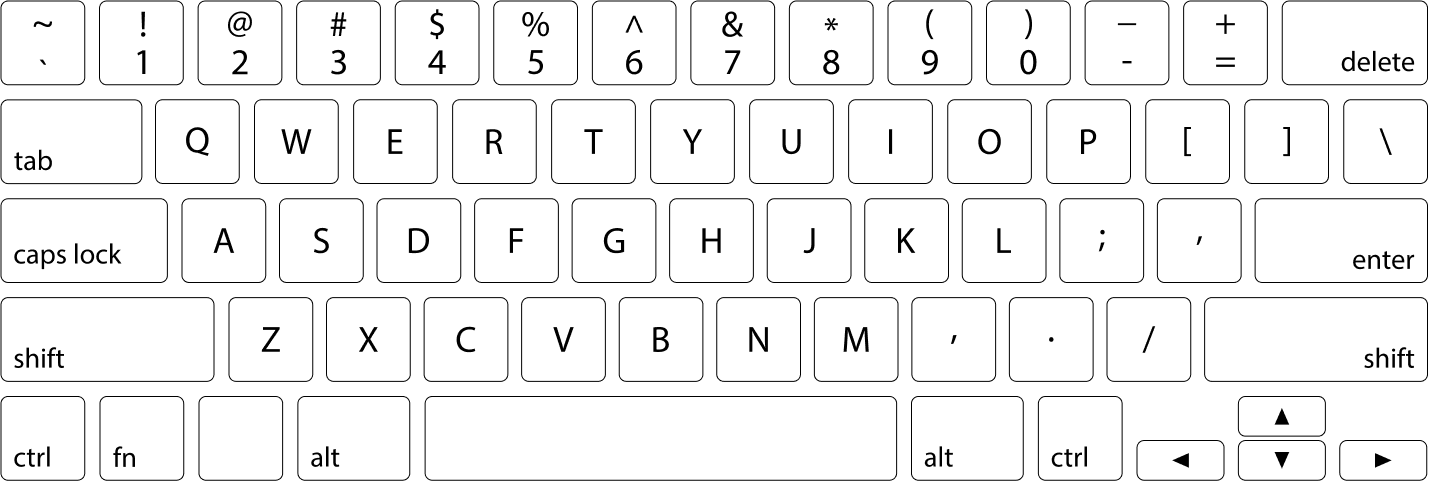 ~ ! @ # $ % ^ & * ( ) – +
` 1 2 3 4 5 6 7 8 9 0 - = delete
tab Q W E R T Y U I O P [ ] \
caps lock A S D F G H J K L ; ′ enter
shift Z X C V B N M , . / shift
ctrl fn alt alt ctrl ◄ ▲ ▼ ►